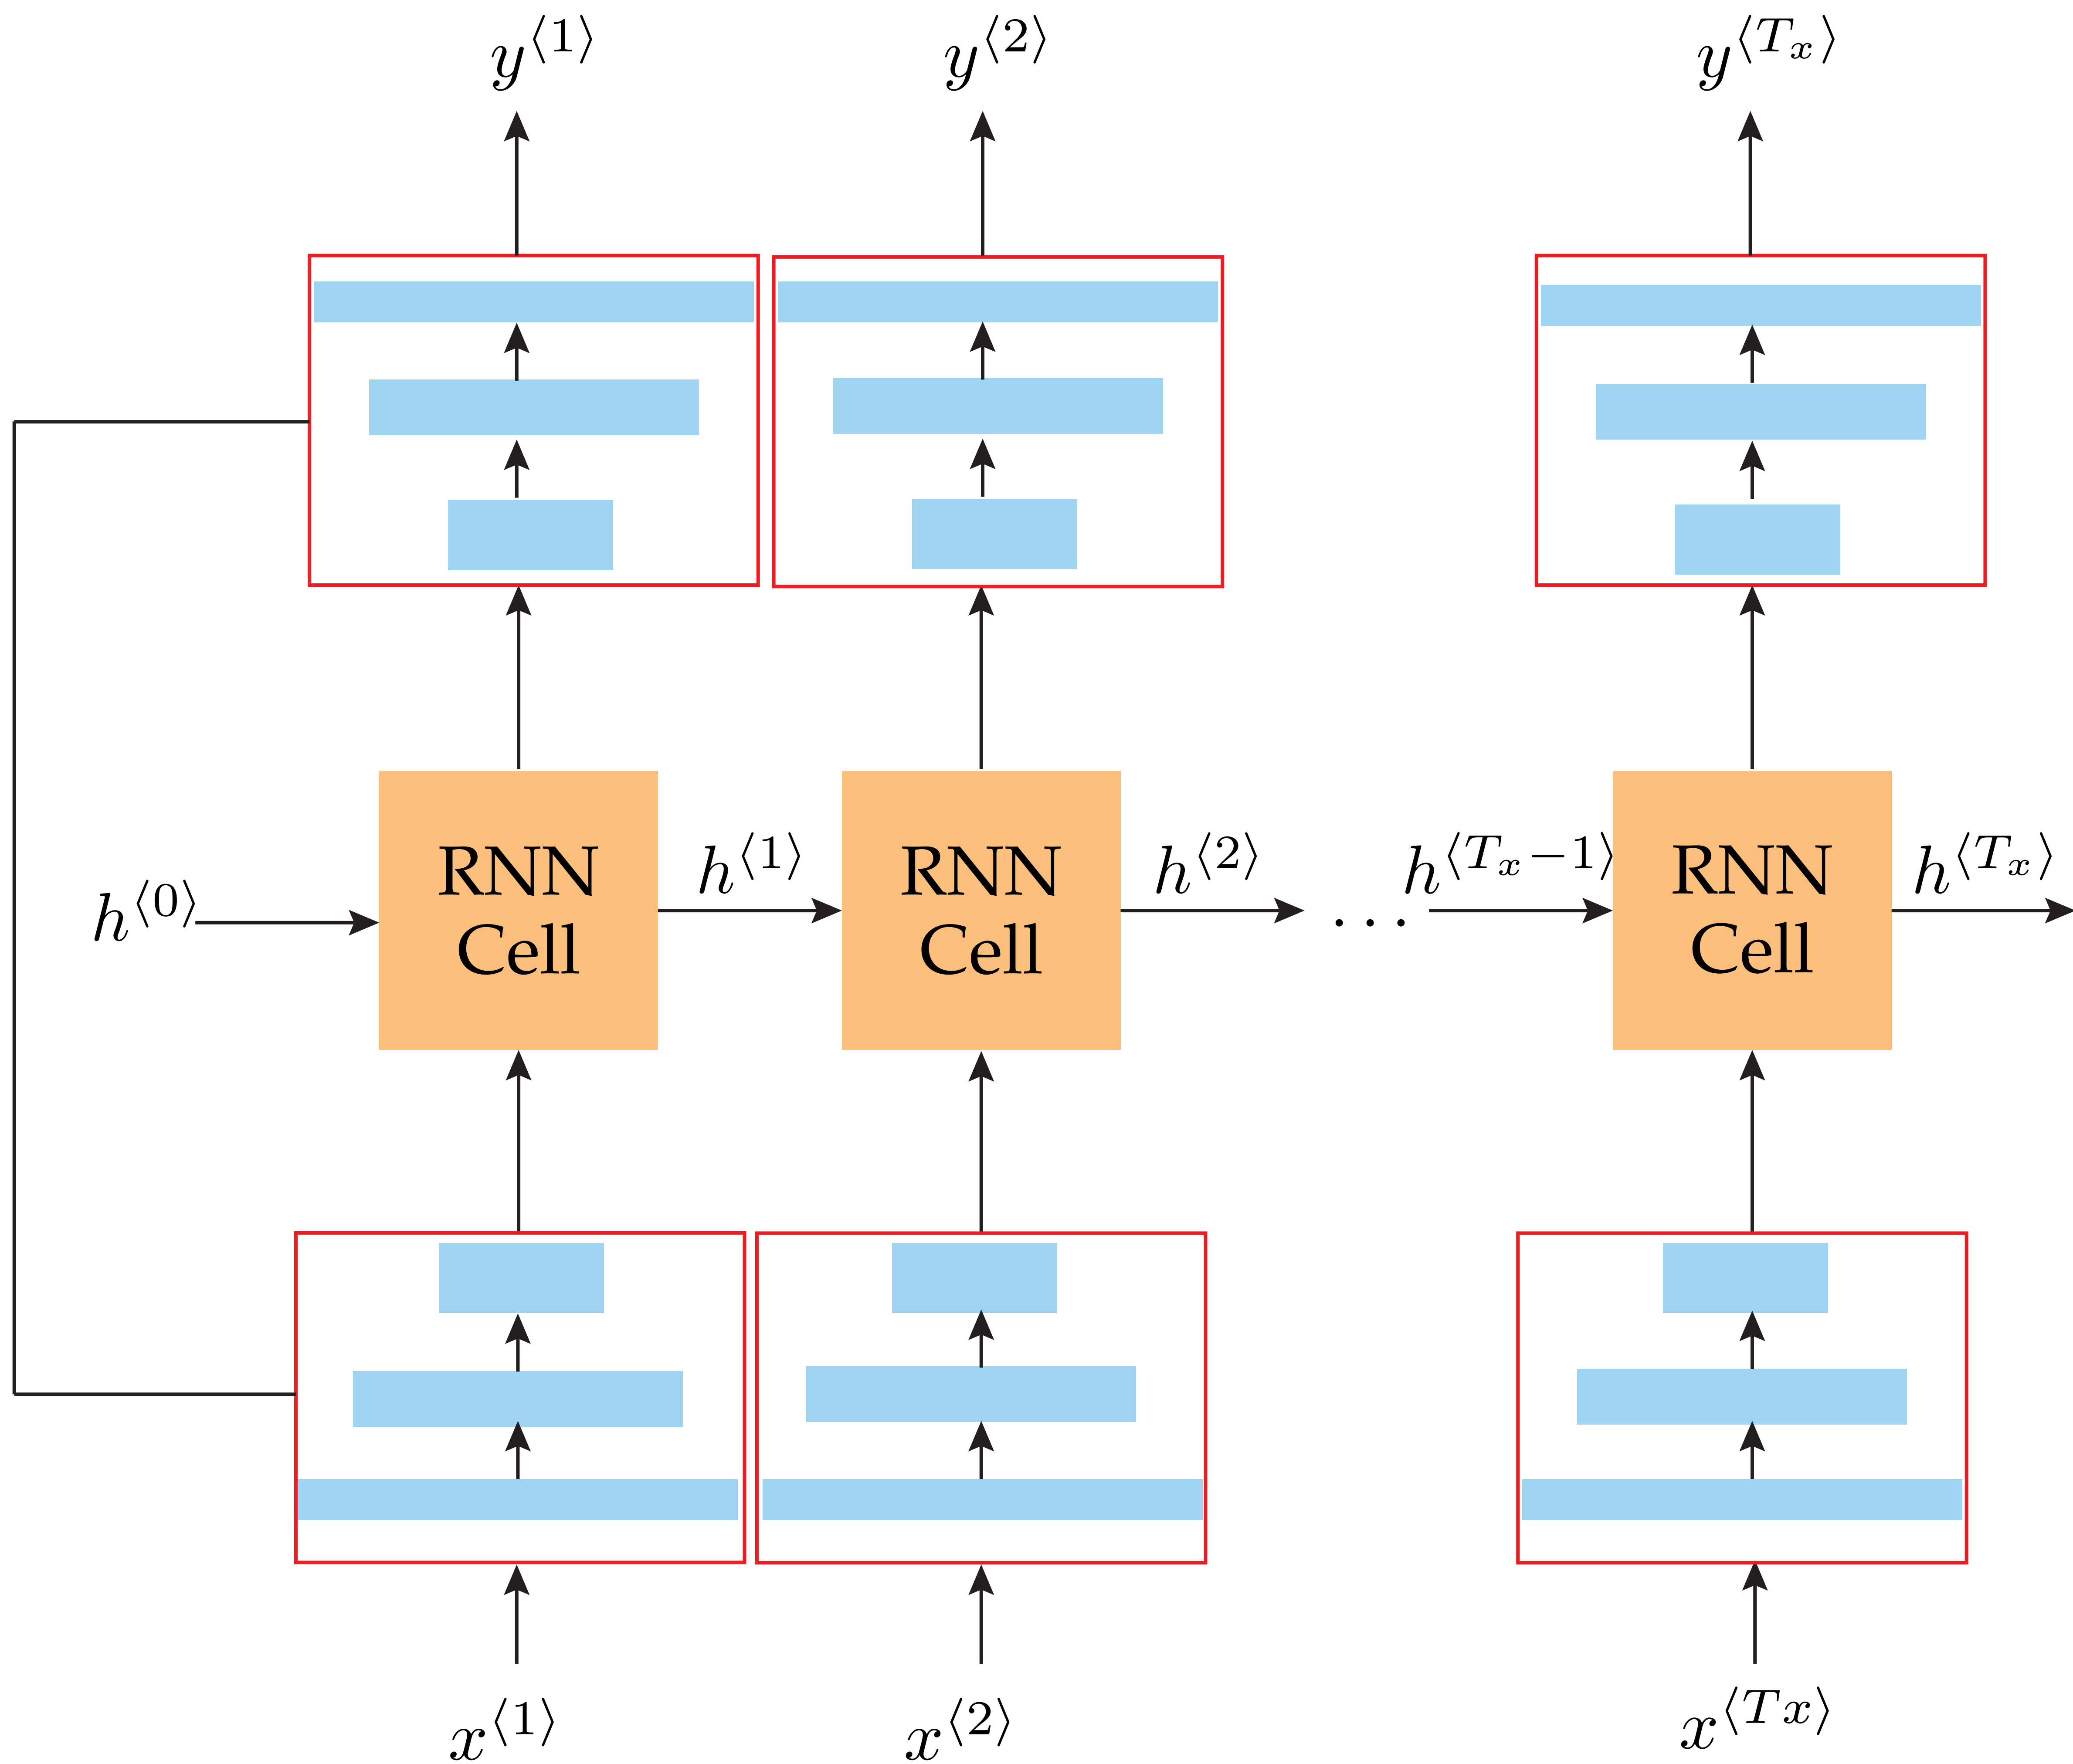 y⟨1⟩ y⟨2⟩ y⟨Tₓ⟩
RNN Cell
RNN Cell
RNN Cell
h⟨0⟩ h⟨1⟩ h⟨2⟩ ... h⟨Tₓ−1⟩ h⟨Tₓ⟩
x⟨1⟩ x⟨2⟩ x⟨Tx⟩